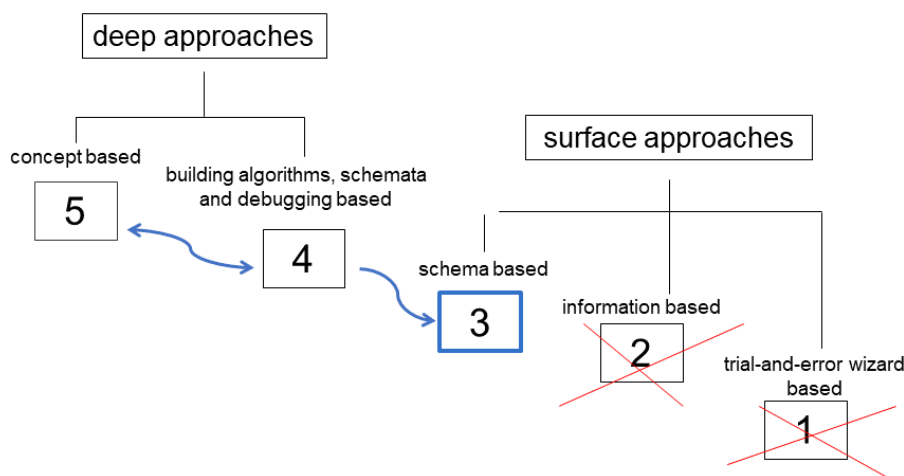 deep approaches
concept based
5
building algorithms, schemata
and debugging based
4
surface approaches
schema based
3
information based
2
trial-and-error wizard
based
1